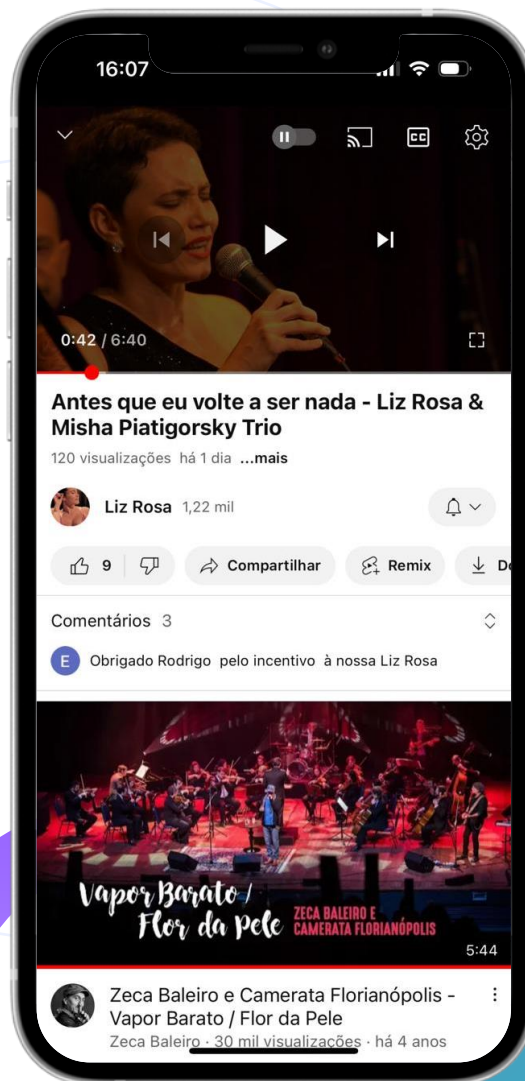 16:07
CC
0:42 / 6:40
Antes que eu volte a ser nada - Liz Rosa &
Misha Piatigorsky Trio
120 visualizações há 1 dia ...mais
Liz Rosa 1,22 mil
9
Compartilhar
Remix
Do
Comentários 3
E
Obrigado Rodrigo pelo incentivo à nossa Liz Rosa
Vapor Barato /
Flor da Pele
ZECA BALEIRO E
CAMERATA FLORIANÓPOLIS
5:44
Zeca Baleiro e Camerata Florianópolis -
Vapor Barato / Flor da Pele
Zeca Baleiro · 30 mil visualizações · há 4 anos